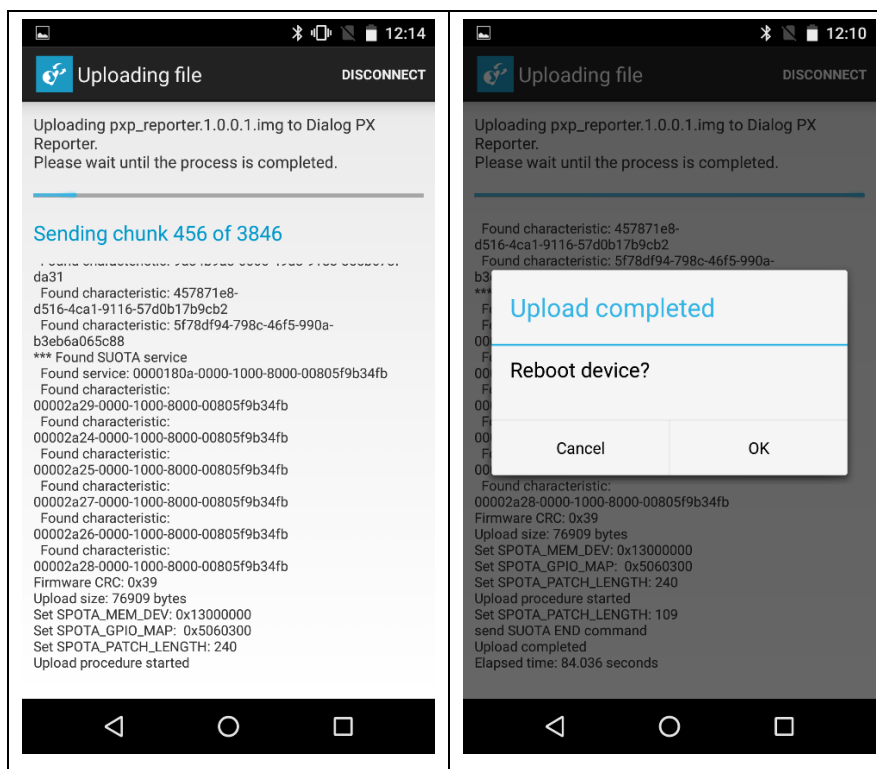 12:14
Uploading file
DISCONNECT
Uploading pxp_reporter.1.0.0.1.img to Dialog PX
Reporter.
Please wait until the process is completed.
Sending chunk 456 of 3846
da31
Found characteristic: 457871e8-
d516-4ca1-9116-57d0b17b9cb2
Found characteristic: 5f78df94-798c-46f5-990a-
b3eb6a065c88
*** Found SUOTA service
Found service: 0000180a-0000-1000-8000-00805f9b34fb
Found characteristic:
00002a29-0000-1000-8000-00805f9b34fb
Found characteristic:
00002a24-0000-1000-8000-00805f9b34fb
Found characteristic:
00002a25-0000-1000-8000-00805f9b34fb
Found characteristic:
00002a27-0000-1000-8000-00805f9b34fb
Found characteristic:
00002a26-0000-1000-8000-00805f9b34fb
Found characteristic:
00002a28-0000-1000-8000-00805f9b34fb
Firmware CRC: 0x39
Upload size: 76909 bytes
Set SPOTA_MEM_DEV: 0x13000000
Set SPOTA_GPIO_MAP: 0x5060300
Set SPOTA_PATCH_LENGTH: 240
Upload procedure started
12:10
Uploading file
DISCONNECT
Uploading pxp_reporter.1.0.0.1.img to Dialog PX
Reporter.
Please wait until the process is completed.
Found characteristic: 457871e8-
d516-4ca1-9116-57d0b17b9cb2
Found characteristic: 5f78df94-798c-46f5-990a-
Upload completed
Reboot device?
Cancel
OK
Found characteristic:
00002a28-0000-1000-8000-00805f9b34fb
Firmware CRC: 0x39
Upload size: 76909 bytes
Set SPOTA_MEM_DEV: 0x13000000
Set SPOTA_GPIO_MAP: 0x5060300
Set SPOTA_PATCH_LENGTH: 240
Upload procedure started
Set SPOTA_PATCH_LENGTH: 109
send SUOTA END command
Upload completed
Elapsed time: 84.036 seconds